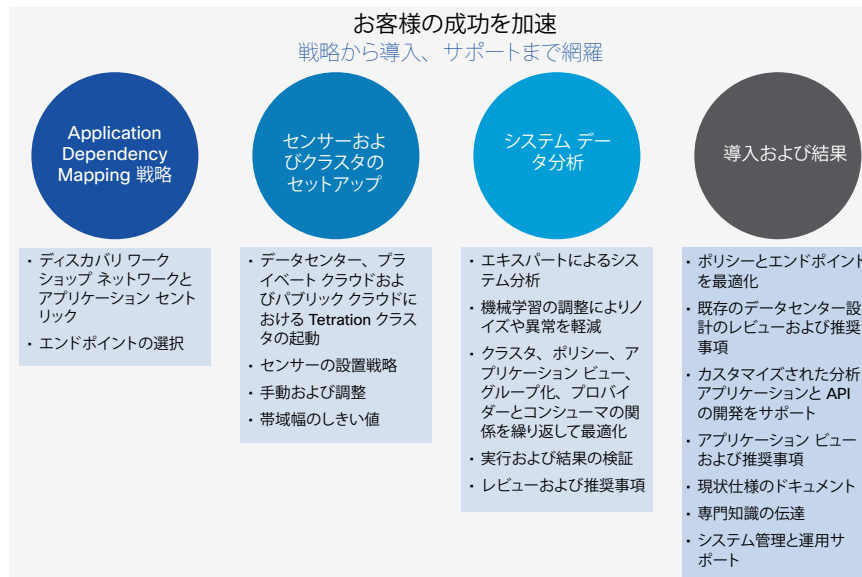 お客様の成功を加速
戦略から導入、サポートまで網羅
Application
Dependency
Mapping 戦略
・ディスカバリ ワーク
ショップ ネットワークと
アプリケーション セント
リック
・エンドポイントの選択
センサーおよ
びクラスタの
セットアップ
・データセンター、プラ
イベート クラウドおよ
びパブリック クラウドに
おける Tetration クラス
タの起動
・センサーの設置戦略
・手動および調整
・帯域幅のしきい値
システム デー
タ分析
・エキスパートによるシス
テム分析
・機械学習の調整によりノ
イズや異常を軽減
・クラスタ、ポリシー、ア
プリケーション ビュー、
グループ化、プロバイ
ダーとコンシューマの関
係を繰り返して最適化
・実行および結果の検証
・レビューおよび推奨事項
導入および結果
・ポリシーとエンドポイント
を最適化
・既存のデータセンター設
計のレビューおよび推奨
事項
・カスタマイズされた分析
アプリケーションと API
の開発をサポート
・アプリケーション ビュー
および推奨事項
・現状仕様のドキュメント
・専門知識の伝達
・システム管理と運用サ
ポート